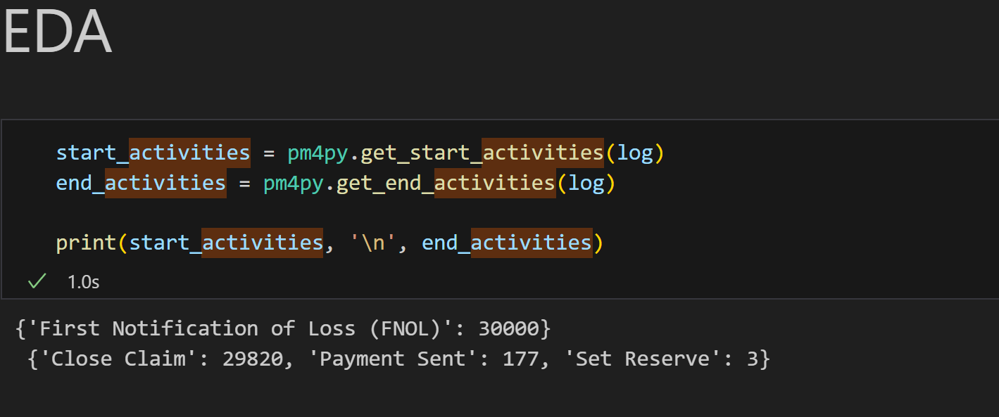 EDA
start_activities = pm4py.get_start_activities(log)
end_activities = pm4py.get_end_activities(log)
print(start_activities, '\n', end_activities)
1.0s
{'First Notification of Loss (FNOL)': 30000}
{'Close Claim': 29820, 'Payment Sent': 177, 'Set Reserve': 3}